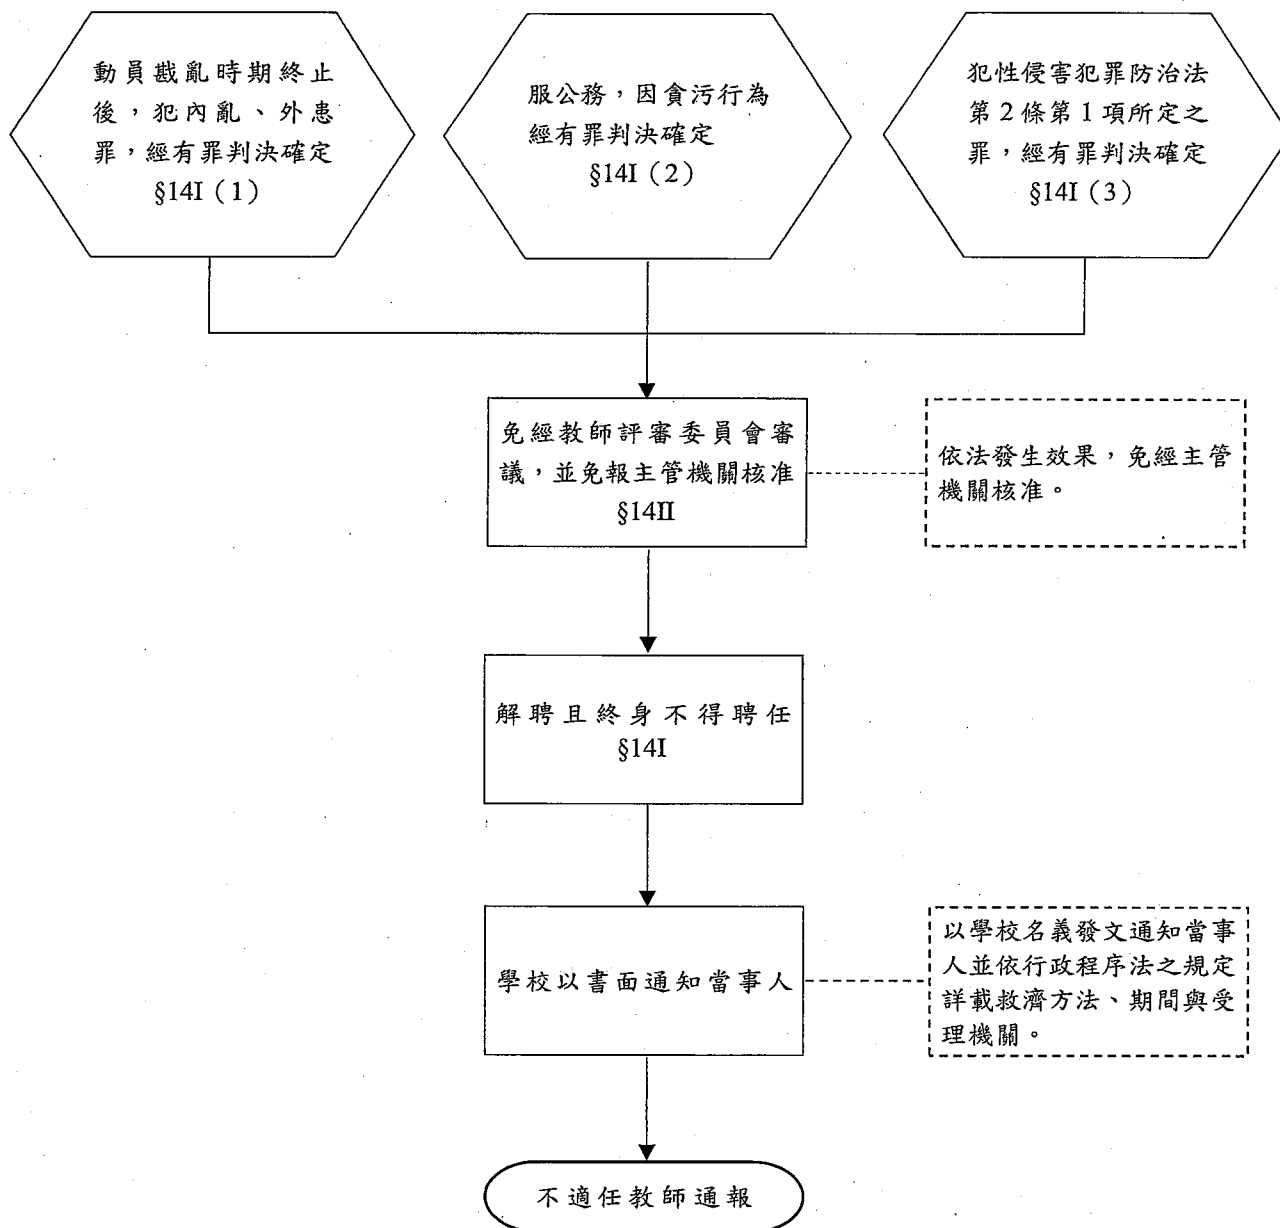 動員戡亂時期終止
後，犯內亂、外患
罪，經有罪判決確定
§14I（1）
服公務，因貪污行為
經有罪判決確定
§14I（2）
犯性侵害犯罪防治法
第2條第1項所定之
罪，經有罪判決確定
§14I（3）
免經教師評審委員會審
議，並免報主管機關核准
§14II
依法發生效果，免經主管
機關核准。
解聘且終身不得聘任
§14I
學校以書面通知當事人
以學校名義發文通知當事
人並依行政程序法之規定
詳載救濟方法、期間與受
理機關。
不適任教師通報